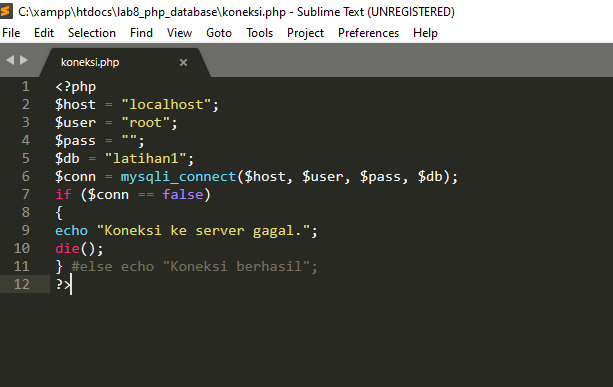 C:\xampp\htdocs\lab8_php_database\koneksi.php - Sublime Text (UNREGISTERED)
File Edit Selection Find View Goto Tools Project Preferences Help
koneksi.php ×
1 <?php
2 $host = "localhost";
3 $user = "root";
4 $pass = "";
5 $db = "latihan1";
6 $conn = mysqli_connect($host, $user, $pass, $db);
7 if ($conn == false)
8 {
9 echo "Koneksi ke server gagal.";
10 die();
11 } #else echo "Koneksi berhasil";
12 ?>